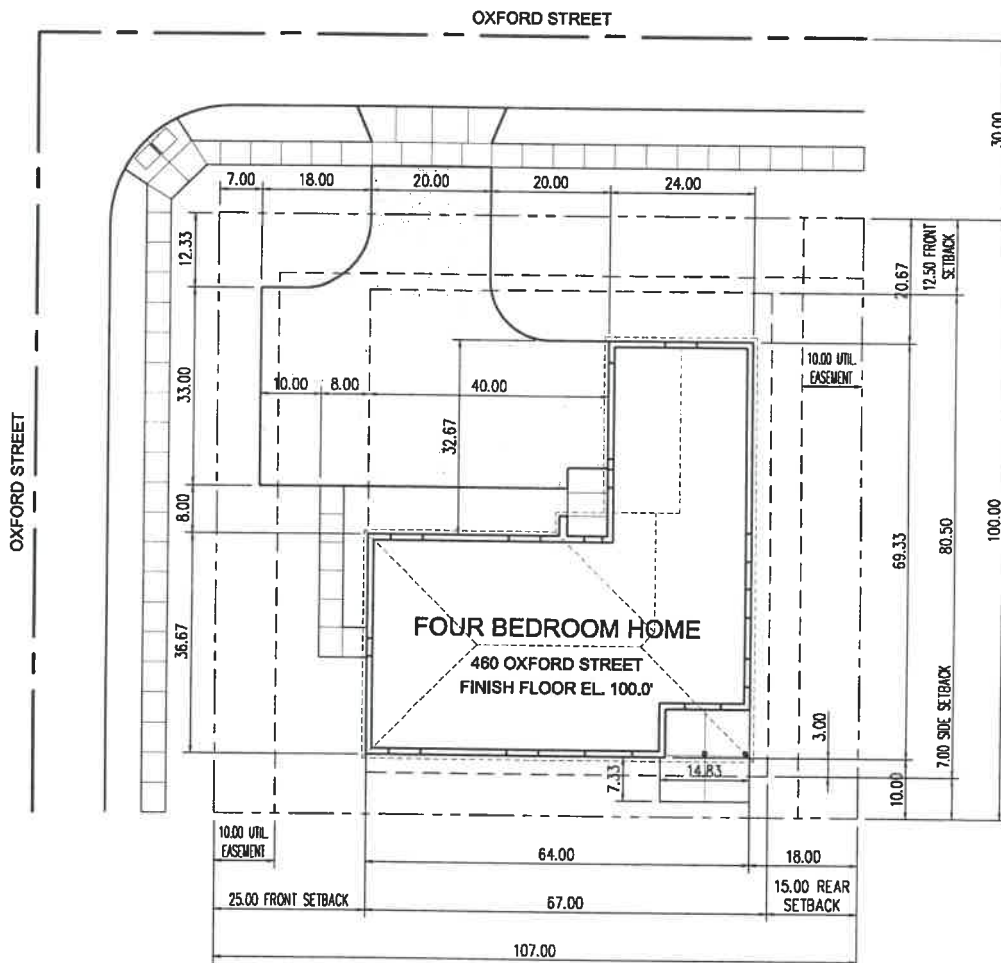 OXFORD STREET
30.00
7.00
18.00
20.00
20.00
24.00
12.33
20.67
12.50 FRONT
SETBACK
10.00 UTIL.
EASEMENT
OXFORD STREET
33.00
10.00
8.00
40.00
32.67
8.00
69.33
80.50
100.00
36.67
FOUR BEDROOM HOME
460 OXFORD STREET
FINISH FLOOR EL. 100.0'
3.00
7.00 SIDE SETBACK
7.33
14.83
10.00
10.00 UTIL.
EASEMENT
64.00
18.00
25.00 FRONT SETBACK
67.00
15.00 REAR
SETBACK
107.00